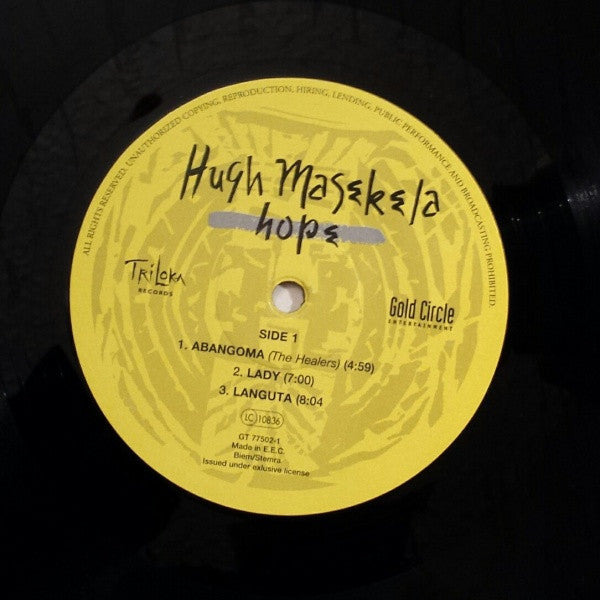 ALL RIGHTS RESERVED. UNAUTHORIZED COPYING, REPRODUCTION, HIRING, LENDING, PUBLIC PERFORMANCE AND BROADCASTING PROHIBITED.
Hugh Masekela
hope
TRILOKA
RECORDS
Gold Circle
ENTERTAINMENT
SIDE 1
1. ABANGOMA (The Healers) (4:59)
2. LADY (7:00)
3. LANGUTA (8:04
LC 10836
GT 77502-1
Made in E.E.C.
Biem/Stemra
Issued under exlusive license